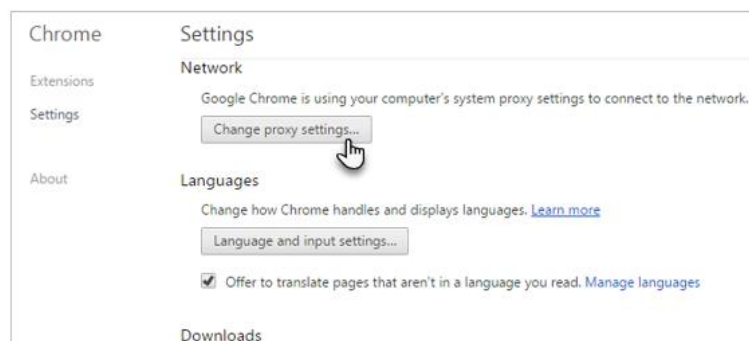 Chrome
Settings
Extensions
Settings
About
Network
Google Chrome is using your computer's system proxy settings to connect to the network.
Change proxy settings...
Languages
Change how Chrome handles and displays languages. Learn more
Language and input settings...
Offer to translate pages that aren't in a language you read. Manage languages
Downloads